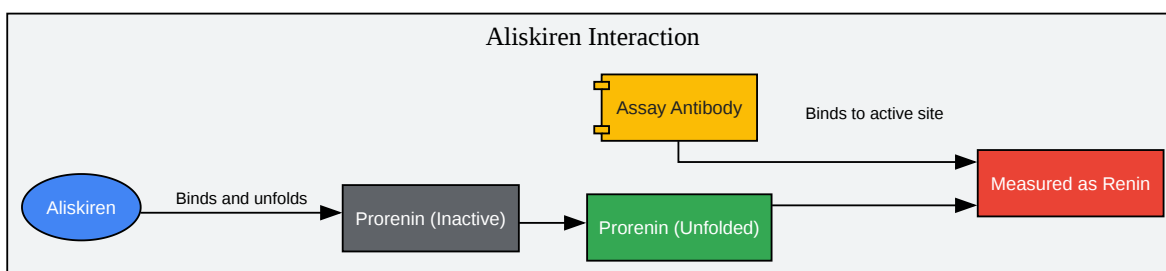 Aliskiren Interaction
Assay Antibody
Binds to active site
Measured as Renin
Aliskiren
Binds and unfolds
Prorenin (Inactive)
Prorenin (Unfolded)